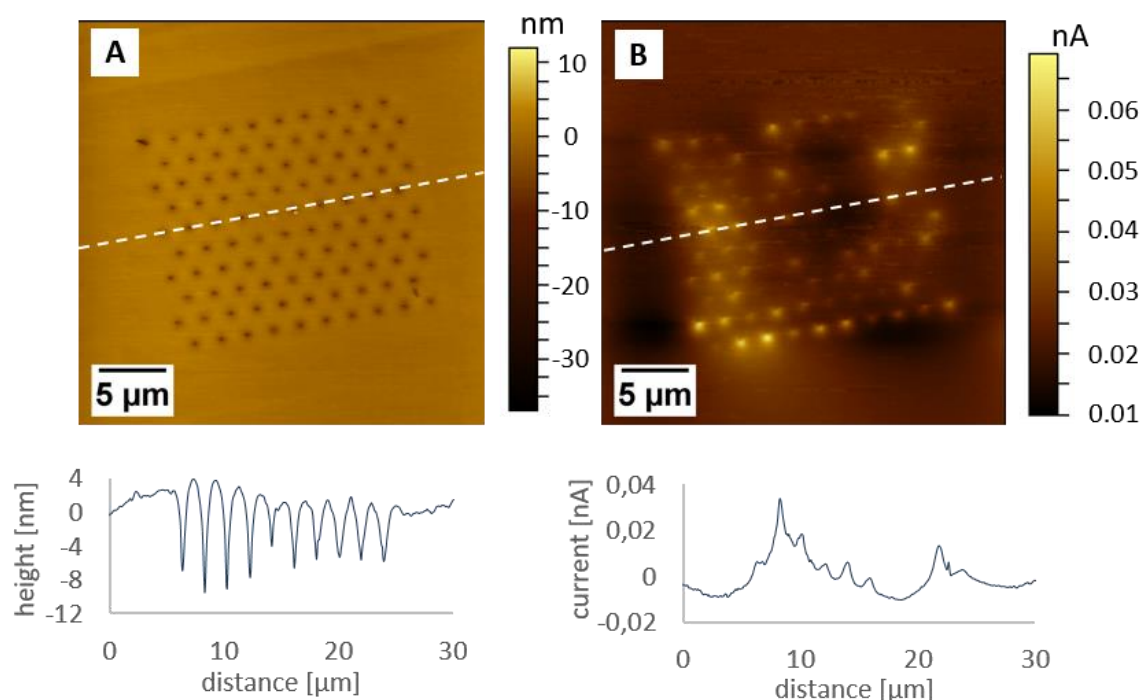 A
nm
10
0
-10
-20
-30
5 µm
B
nA
0.06
0.05
0.04
0.03
0.02
0.01
5 µm
height [nm]
4
0
-4
-8
-12
0 10 20 30
distance [µm]
current [nA]
0,04
0,02
0
-0,02
0 10 20 30
distance [µm]